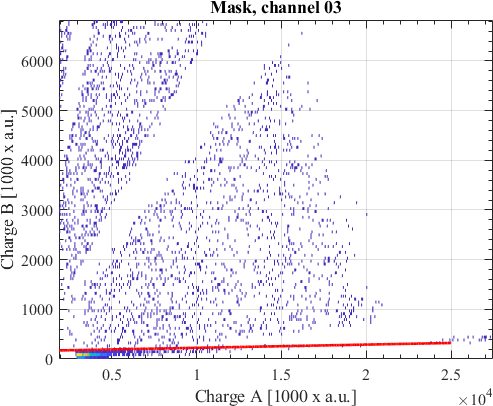 Mask, channel 03
Charge B [1000 x a.u.]
6000
5000
4000
3000
2000
1000
0
0.5 1 1.5 2 2.5
×10⁴
Charge A [1000 x a.u.]